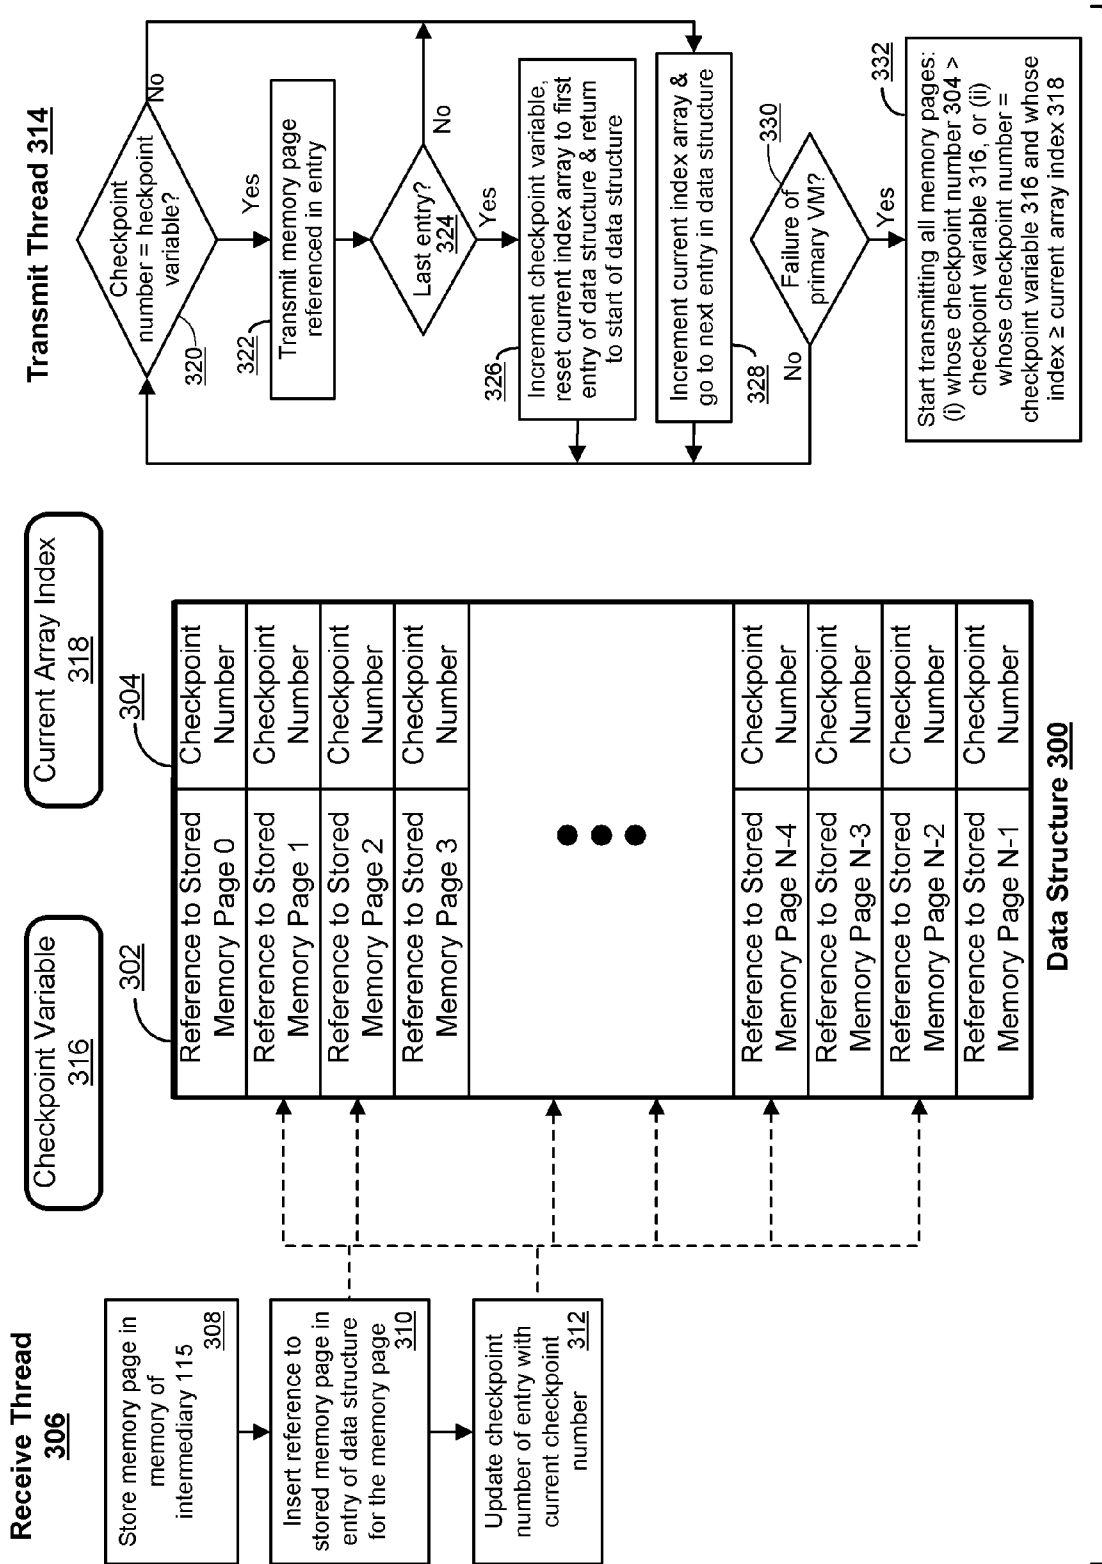 Receive Thread
306
Store memory page in
memory of
intermediary 115
308
Insert reference to
stored memory page in
entry of data structure
for the memory page
310
Update checkpoint
number of entry with
current checkpoint
number
312
Checkpoint Variable
316
Current Array Index
318
302
304
Reference to Stored
Memory Page 0
Checkpoint
Number
Reference to Stored
Memory Page 1
Checkpoint
Number
Reference to Stored
Memory Page 2
Checkpoint
Number
Reference to Stored
Memory Page 3
Checkpoint
Number
Reference to Stored
Memory Page N-4
Checkpoint
Number
Reference to Stored
Memory Page N-3
Checkpoint
Number
Reference to Stored
Memory Page N-2
Checkpoint
Number
Reference to Stored
Memory Page N-1
Checkpoint
Number
Data Structure 300
Transmit Thread 314
Checkpoint
number = heckpoint
variable?
320
No
Yes
322
Transmit memory page
referenced in entry
Last entry?
324
No
Yes
326
Increment checkpoint variable,
reset current index array to first
entry of data structure & return
to start of data structure
Increment current index array &
go to next entry in data structure
328
Failure of
primary VM?
330
No
Yes
332
Start transmitting all memory pages:
(i) whose checkpoint number 304 >
checkpoint variable 316, or (ii)
whose checkpoint number =
checkpoint variable 316 and whose
index ≥ current array index 318